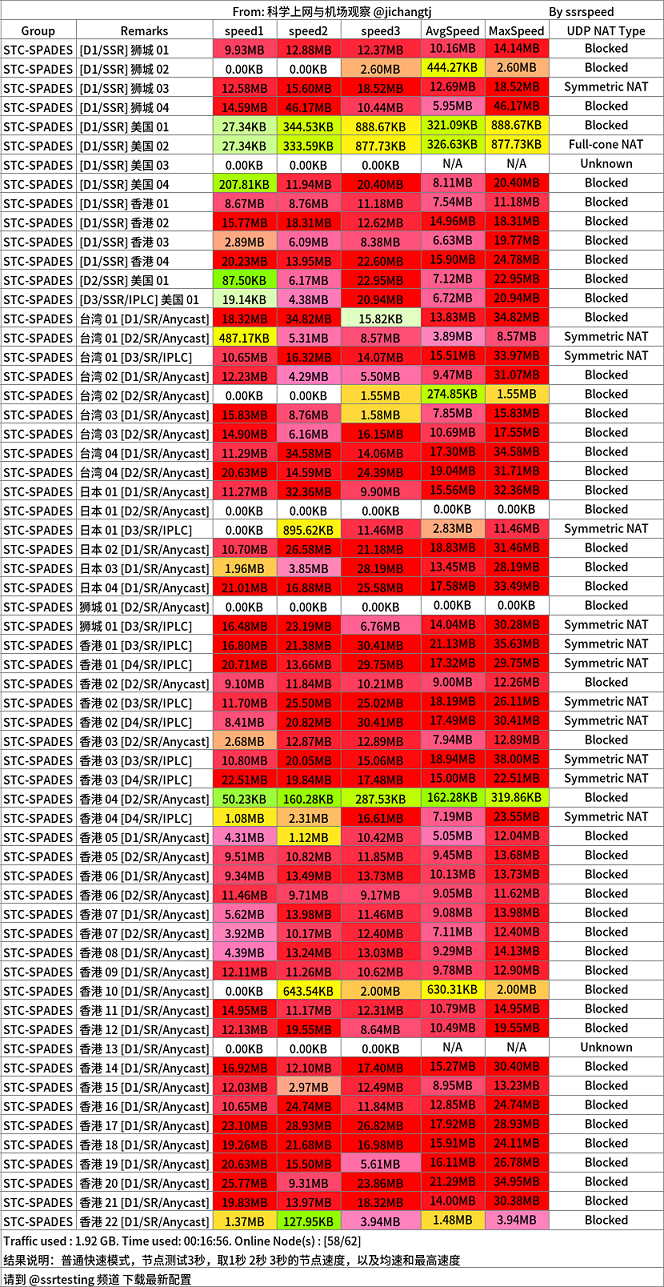 From: 科学上网与机场观察 @jichangtj By ssrspeed
Group Remarks speed1 speed2 speed3 AvgSpeed MaxSpeed UDP NAT Type
STC-SPADES [D1/SSR] 狮城 01 9.93MB 12.88MB 12.37MB 10.16MB 14.14MB Blocked
STC-SPADES [D1/SSR] 狮城 02 0.00KB 0.00KB 2.60MB 444.27KB 2.60MB Blocked
STC-SPADES [D1/SSR] 狮城 03 12.58MB 15.60MB 18.52MB 12.69MB 18.52MB Symmetric NAT
STC-SPADES [D1/SSR] 狮城 04 14.59MB 46.17MB 10.44MB 5.95MB 46.17MB Blocked
STC-SPADES [D1/SSR] 美国 01 27.34KB 344.53KB 888.67KB 321.09KB 888.67KB Blocked
STC-SPADES [D1/SSR] 美国 02 27.34KB 333.59KB 877.73KB 326.63KB 877.73KB Full-cone NAT
STC-SPADES [D1/SSR] 美国 03 0.00KB 0.00KB 0.00KB N/A N/A Unknown
STC-SPADES [D1/SSR] 美国 04 207.81KB 11.94MB 20.40MB 8.11MB 20.40MB Blocked
STC-SPADES [D1/SSR] 香港 01 8.67MB 8.76MB 11.18MB 7.54MB 11.18MB Blocked
STC-SPADES [D1/SSR] 香港 02 15.77MB 18.31MB 12.62MB 14.96MB 18.31MB Blocked
STC-SPADES [D1/SSR] 香港 03 2.89MB 6.09MB 8.38MB 6.63MB 19.77MB Blocked
STC-SPADES [D1/SSR] 香港 04 20.23MB 13.95MB 22.60MB 15.90MB 24.78MB Blocked
STC-SPADES [D2/SSR] 美国 01 87.50KB 6.17MB 22.95MB 7.12MB 22.95MB Blocked
STC-SPADES [D3/SSR/IPLC] 美国 01 19.14KB 4.38MB 20.94MB 6.72MB 20.94MB Blocked
STC-SPADES 台湾 01 [D1/SR/Anycast] 18.32MB 34.82MB 15.82KB 13.83MB 34.82MB Blocked
STC-SPADES 台湾 01 [D2/SR/Anycast] 487.17KB 5.31MB 8.57MB 3.89MB 8.57MB Symmetric NAT
STC-SPADES 台湾 01 [D3/SR/IPLC] 10.65MB 16.32MB 14.07MB 15.51MB 33.97MB Symmetric NAT
STC-SPADES 台湾 02 [D1/SR/Anycast] 12.23MB 4.29MB 5.50MB 9.47MB 31.07MB Blocked
STC-SPADES 台湾 02 [D2/SR/Anycast] 0.00KB 0.00KB 1.55MB 274.85KB 1.55MB Blocked
STC-SPADES 台湾 03 [D1/SR/Anycast] 15.83MB 8.76MB 1.58MB 7.85MB 15.83MB Blocked
STC-SPADES 台湾 03 [D2/SR/Anycast] 14.90MB 6.16MB 16.15MB 10.69MB 17.55MB Blocked
STC-SPADES 台湾 04 [D1/SR/Anycast] 11.29MB 34.58MB 14.06MB 17.30MB 34.58MB Blocked
STC-SPADES 台湾 04 [D2/SR/Anycast] 20.63MB 14.59MB 24.39MB 19.04MB 31.71MB Blocked
STC-SPADES 日本 01 [D1/SR/Anycast] 11.27MB 32.36MB 9.90MB 15.56MB 32.36MB Blocked
STC-SPADES 日本 01 [D2/SR/Anycast] 0.00KB 0.00KB 0.00KB 0.00KB 0.00KB Blocked
STC-SPADES 日本 01 [D3/SR/IPLC] 0.00KB 895.62KB 11.46MB 2.83MB 11.46MB Symmetric NAT
STC-SPADES 日本 02 [D1/SR/Anycast] 10.70MB 26.58MB 21.18MB 18.83MB 31.46MB Blocked
STC-SPADES 日本 03 [D1/SR/Anycast] 1.96MB 3.85MB 28.19MB 13.45MB 28.19MB Blocked
STC-SPADES 日本 04 [D1/SR/Anycast] 21.01MB 16.88MB 25.58MB 17.58MB 33.49MB Blocked
STC-SPADES 狮城 01 [D2/SR/Anycast] 0.00KB 0.00KB 0.00KB 0.00KB 0.00KB Blocked
STC-SPADES 狮城 01 [D3/SR/IPLC] 16.48MB 23.19MB 6.76MB 14.04MB 30.28MB Symmetric NAT
STC-SPADES 香港 01 [D3/SR/IPLC] 16.80MB 21.38MB 30.41MB 21.13MB 35.63MB Symmetric NAT
STC-SPADES 香港 01 [D4/SR/IPLC] 20.71MB 13.66MB 29.75MB 17.32MB 29.75MB Symmetric NAT
STC-SPADES 香港 02 [D2/SR/Anycast] 9.10MB 11.84MB 10.21MB 9.00MB 12.26MB Blocked
STC-SPADES 香港 02 [D3/SR/IPLC] 11.70MB 25.50MB 25.02MB 18.19MB 26.11MB Symmetric NAT
STC-SPADES 香港 02 [D4/SR/IPLC] 8.41MB 20.82MB 30.41MB 17.49MB 30.41MB Symmetric NAT
STC-SPADES 香港 03 [D2/SR/Anycast] 2.68MB 12.87MB 12.89MB 7.94MB 12.89MB Blocked
STC-SPADES 香港 03 [D3/SR/IPLC] 10.80MB 20.05MB 15.06MB 18.94MB 38.00MB Symmetric NAT
STC-SPADES 香港 03 [D4/SR/IPLC] 22.51MB 19.84MB 17.48MB 15.00MB 22.51MB Symmetric NAT
STC-SPADES 香港 04 [D2/SR/Anycast] 50.23KB 160.28KB 287.53KB 162.28KB 319.86KB Blocked
STC-SPADES 香港 04 [D4/SR/IPLC] 1.08MB 2.31MB 16.61MB 7.19MB 23.55MB Symmetric NAT
STC-SPADES 香港 05 [D1/SR/Anycast] 4.31MB 1.12MB 10.42MB 5.05MB 12.04MB Blocked
STC-SPADES 香港 05 [D2/SR/Anycast] 9.51MB 10.82MB 11.85MB 9.45MB 13.68MB Blocked
STC-SPADES 香港 06 [D1/SR/Anycast] 9.34MB 13.49MB 13.73MB 10.13MB 13.73MB Blocked
STC-SPADES 香港 06 [D2/SR/Anycast] 11.46MB 9.71MB 9.17MB 9.05MB 11.62MB Blocked
STC-SPADES 香港 07 [D1/SR/Anycast] 5.62MB 13.98MB 11.46MB 9.08MB 13.98MB Blocked
STC-SPADES 香港 07 [D2/SR/Anycast] 3.92MB 10.17MB 12.40MB 7.11MB 12.40MB Blocked
STC-SPADES 香港 08 [D1/SR/Anycast] 4.39MB 13.24MB 13.03MB 9.29MB 14.13MB Blocked
STC-SPADES 香港 09 [D1/SR/Anycast] 12.11MB 11.26MB 10.62MB 9.78MB 12.90MB Blocked
STC-SPADES 香港 10 [D1/SR/Anycast] 0.00KB 643.54KB 2.00MB 630.31KB 2.00MB Blocked
STC-SPADES 香港 11 [D1/SR/Anycast] 14.95MB 11.17MB 12.31MB 10.79MB 14.95MB Blocked
STC-SPADES 香港 12 [D1/SR/Anycast] 12.13MB 19.55MB 8.64MB 10.49MB 19.55MB Blocked
STC-SPADES 香港 13 [D1/SR/Anycast] 0.00KB 0.00KB 0.00KB N/A N/A Unknown
STC-SPADES 香港 14 [D1/SR/Anycast] 16.92MB 12.10MB 17.40MB 15.27MB 30.40MB Blocked
STC-SPADES 香港 15 [D1/SR/Anycast] 12.03MB 2.97MB 12.49MB 8.95MB 13.23MB Blocked
STC-SPADES 香港 16 [D1/SR/Anycast] 10.65MB 24.74MB 11.84MB 12.85MB 24.74MB Blocked
STC-SPADES 香港 17 [D1/SR/Anycast] 23.10MB 28.93MB 26.82MB 17.92MB 28.93MB Blocked
STC-SPADES 香港 18 [D1/SR/Anycast] 19.26MB 21.68MB 16.98MB 15.91MB 24.11MB Blocked
STC-SPADES 香港 19 [D1/SR/Anycast] 20.63MB 15.50MB 5.61MB 16.11MB 26.78MB Blocked
STC-SPADES 香港 20 [D1/SR/Anycast] 25.77MB 9.31MB 23.86MB 21.29MB 34.95MB Blocked
STC-SPADES 香港 21 [D1/SR/Anycast] 19.83MB 13.97MB 18.32MB 14.00MB 30.38MB Blocked
STC-SPADES 香港 22 [D1/SR/Anycast] 1.37MB 127.95KB 3.94MB 1.48MB 3.94MB Blocked
Traffic used : 1.92 GB. Time used: 00:16:56. Online Node(s) : [58/62]
结果说明：普通快速模式，节点测试3秒，取1秒 2秒 3秒的节点速度，以及均速和最高速度
请到 @ssrtesting 频道 下载最新配置